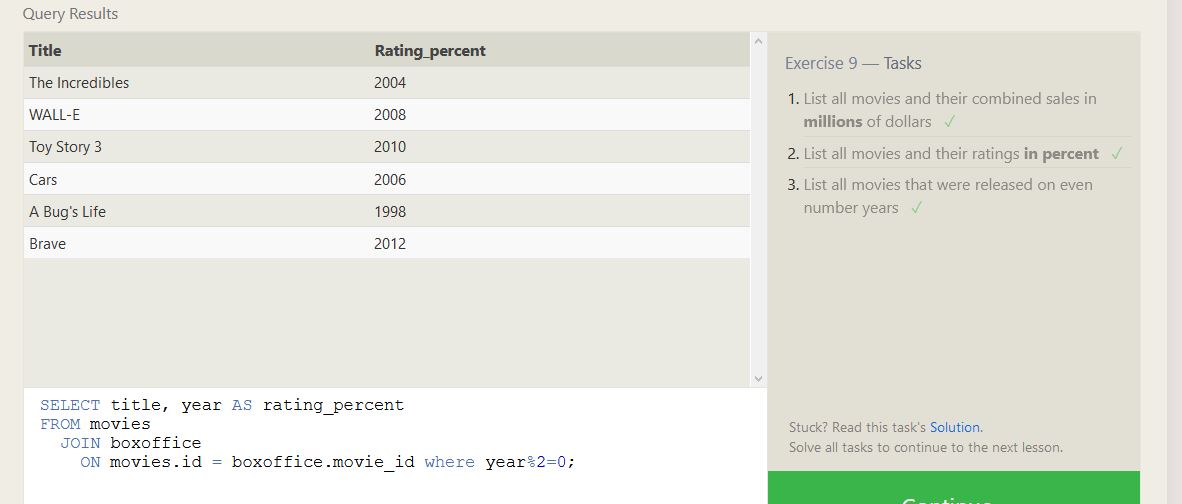 Query Results
Title Rating_percent
The Incredibles 2004
WALL-E 2008
Toy Story 3 2010
Cars 2006
A Bug's Life 1998
Brave 2012
SELECT title, year AS rating_percent
FROM movies
JOIN boxoffice
ON movies.id = boxoffice.movie_id where year%2=0;
Exercise 9 — Tasks
1. List all movies and their combined sales in
millions of dollars ✓
2. List all movies and their ratings in percent ✓
3. List all movies that were released on even
number years ✓
Stuck? Read this task's Solution.
Solve all tasks to continue to the next lesson.
Continue